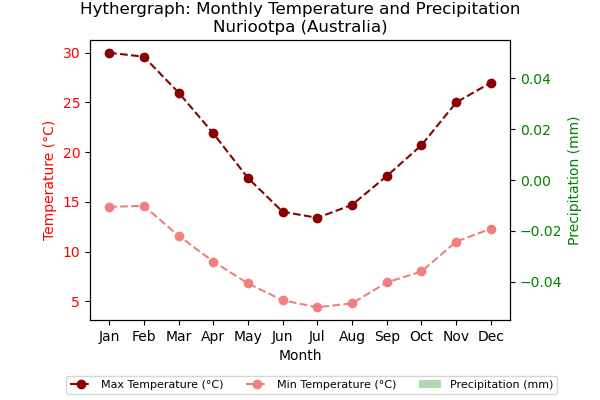 Hythergraph: Monthly Temperature and Precipitation
Nuriootpa (Australia)
Temperature (°C)
30
25
20
15
10
5
0.04
0.02
0.00
−0.02
−0.04
Precipitation (mm)
Jan Feb Mar Apr May Jun Jul Aug Sep Oct Nov Dec
Month
Max Temperature (°C) Min Temperature (°C) Precipitation (mm)